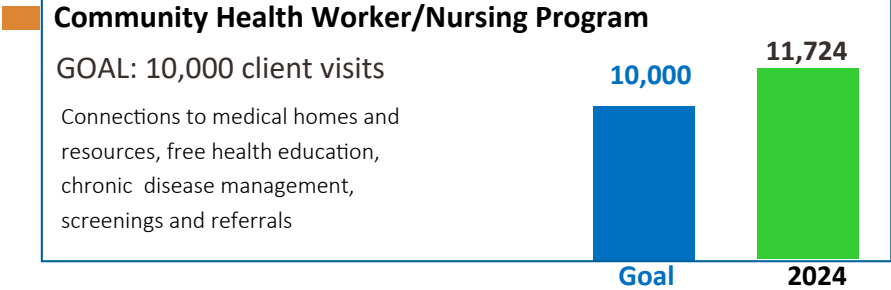 Community Health Worker/Nursing Program
GOAL: 10,000 client visits
Connections to medical homes and
resources, free health education,
chronic disease management,
screenings and referrals
10,000
11,724
Goal
2024